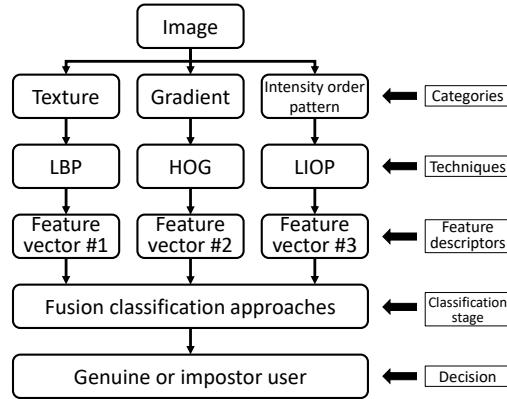 Image
Texture
Gradient
Intensity order
pattern
Categories
LBP
HOG
LIOP
Techniques
Feature
vector #1
Feature
vector #2
Feature
vector #3
Feature
descriptors
Fusion classification approaches
Classification
stage
Genuine or impostor user
Decision